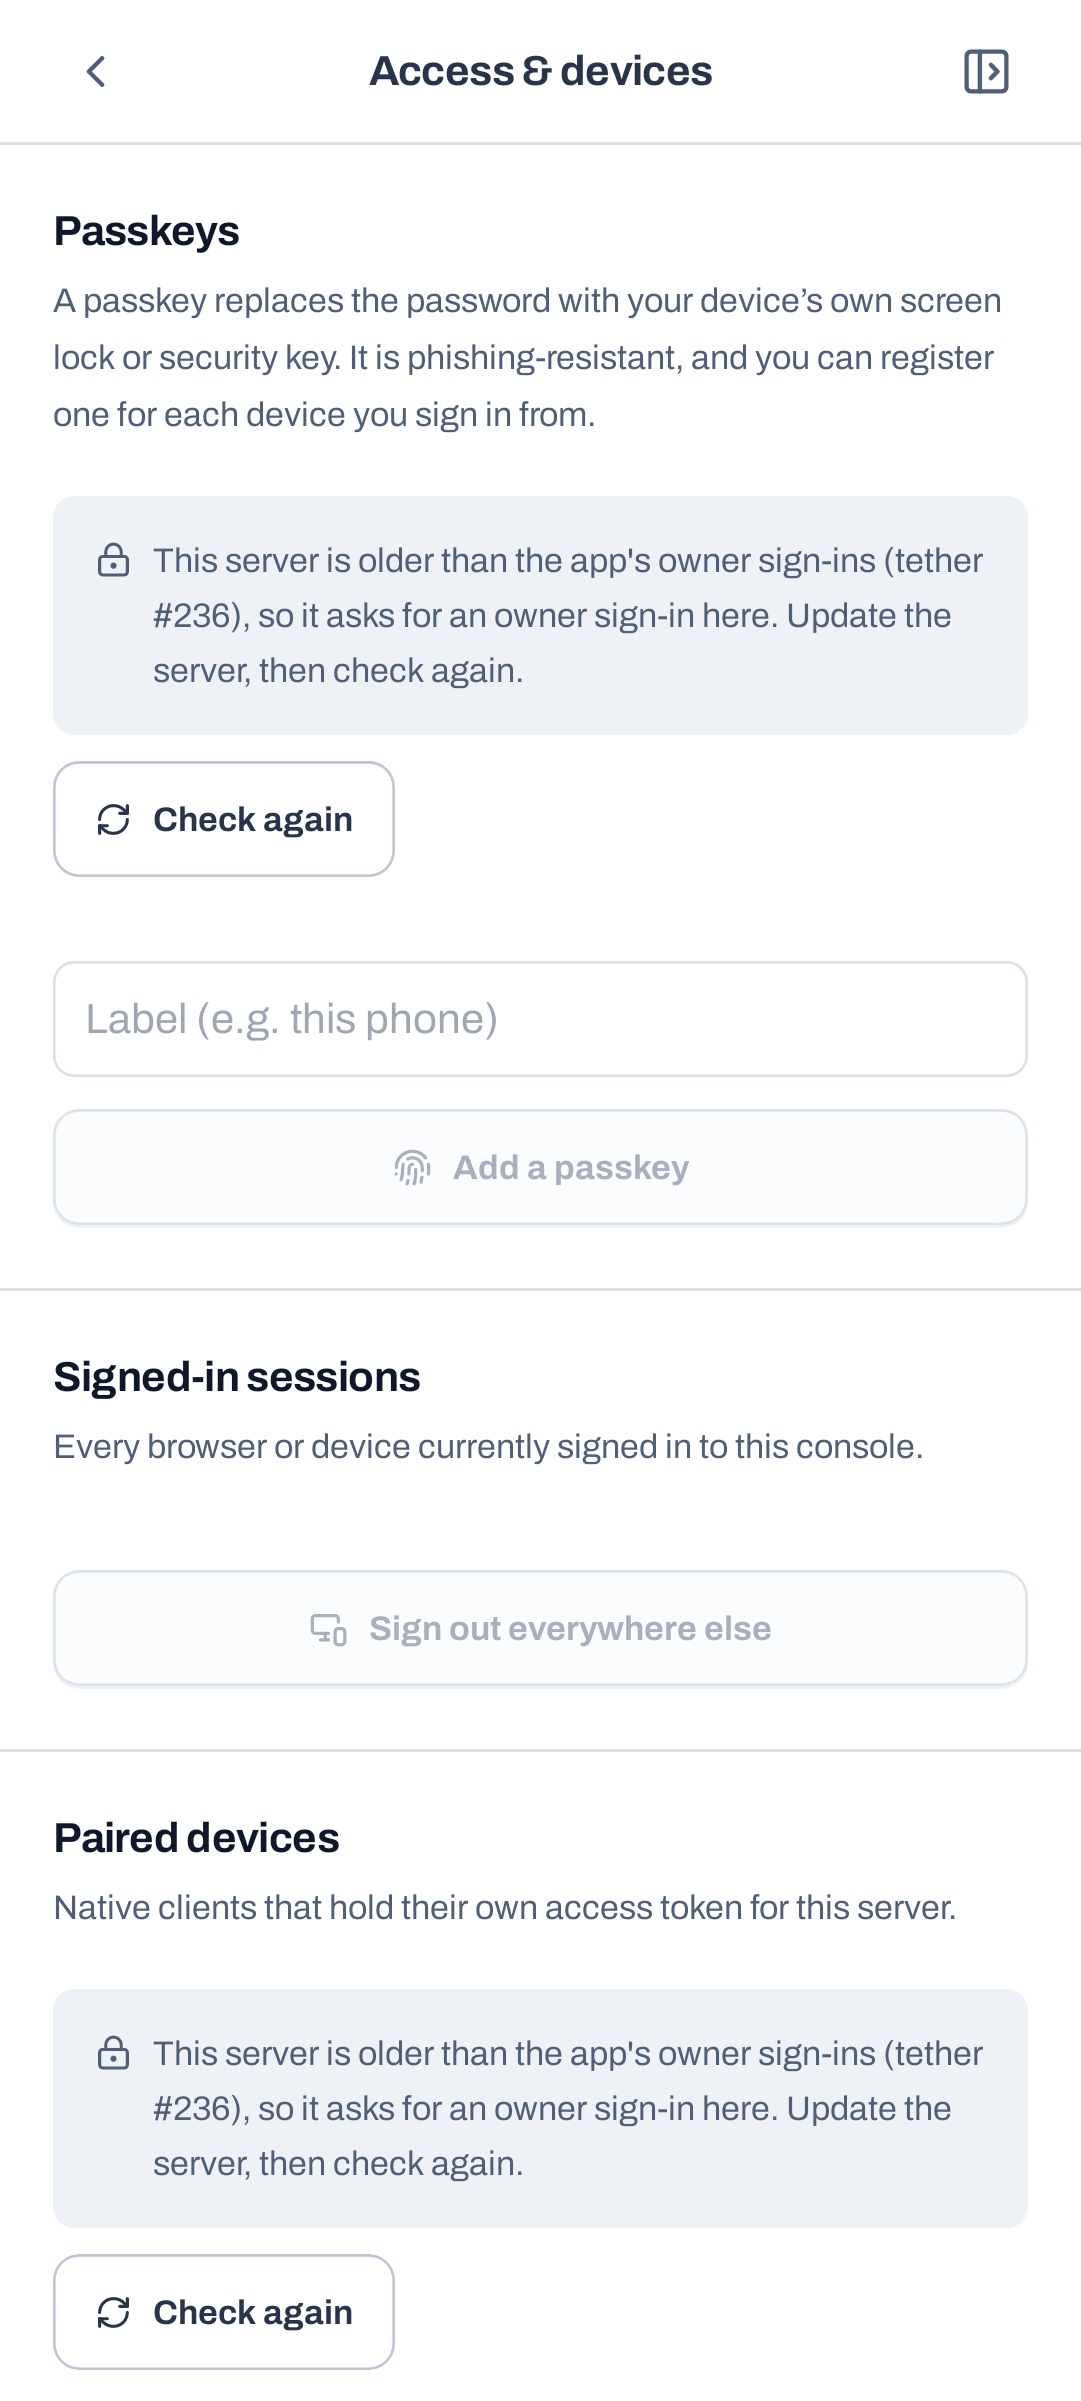 Access & devices
Passkeys
A passkey replaces the password with your device’s own screen
lock or security key. It is phishing-resistant, and you can register
one for each device you sign in from.
This server is older than the app's owner sign-ins (tether
#236), so it asks for an owner sign-in here. Update the
server, then check again.
Check again
Label (e.g. this phone)
Add a passkey
Signed-in sessions
Every browser or device currently signed in to this console.
Sign out everywhere else
Paired devices
Native clients that hold their own access token for this server.
This server is older than the app's owner sign-ins (tether
#236), so it asks for an owner sign-in here. Update the
server, then check again.
Check again